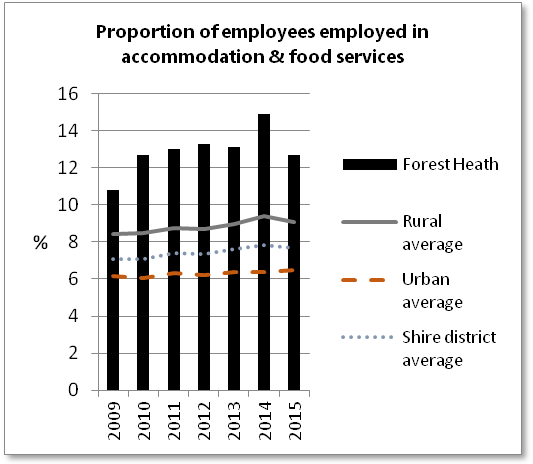 Proportion of employees employed in
accommodation & food services
16
14
12
10
8
6
4
2
0
%
2009
2010
2011
2012
2013
2014
2015
Forest Heath
Rural
average
Urban
average
Shire district
average